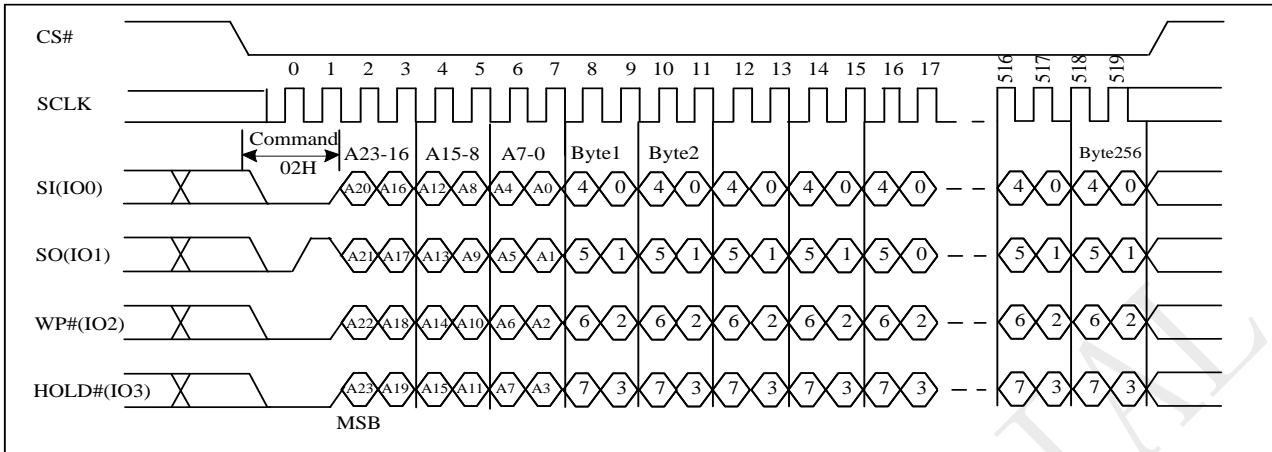 CS#
0 1 2 3 4 5 6 7 8 9 10 11 12 13 14 15 16 17 516 517 518 519
SCLK
Command
02H
A23-16 A15-8 A7-0 Byte1 Byte2 Byte256
SI(IO0) A20 A16 A12 A8 A4 A0 4 0 4 0 4 0 4 0 4 0 4 0 4 0
SO(IO1) A21 A17 A13 A9 A5 A1 5 1 5 1 5 1 5 1 5 0 5 1 5 1
WP#(IO2) A22 A18 A14 A10 A6 A2 6 2 6 2 6 2 6 2 6 2 6 2 6 2
HOLD#(IO3) A23 A19 A15 A11 A7 A3 7 3 7 3 7 3 7 3 7 3 7 3 7 3
MSB